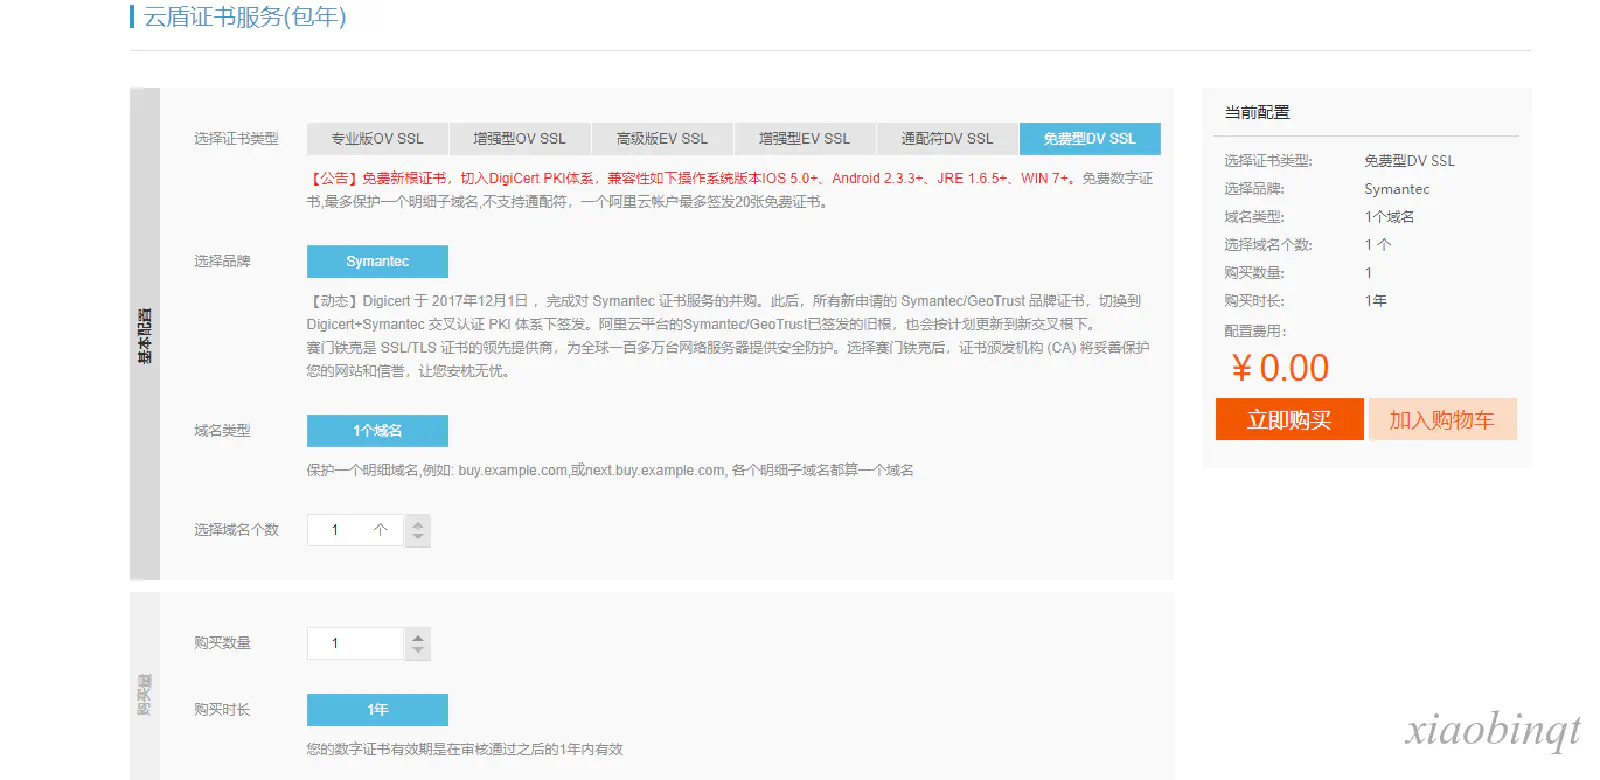 云盾证书服务(包年)
基本配置
选择证书类型
专业版OV SSL
增强型OV SSL
高级版EV SSL
增强型EV SSL
通配符DV SSL
免费型DV SSL
【公告】免费新根证书，切入DigiCert PKI体系，兼容性如下操作系统版本IOS 5.0+、Android 2.3.3+、JRE 1.6.5+、WIN 7+。免费数字证
书,最多保护一个明细子域名,不支持通配符，一个阿里云帐户最多签发20张免费证书。
选择品牌
Symantec
【动态】Digicert 于 2017年12月1日 ，完成对 Symantec 证书服务的并购。此后，所有新申请的 Symantec/GeoTrust 品牌证书，切换到
Digicert+Symantec 交叉认证 PKI 体系下签发。阿里云平台的Symantec/GeoTrust已签发的旧根，也会按计划更新到新交叉根下。
赛门铁克是 SSL/TLS 证书的领先提供商，为全球一百多万台网络服务器提供安全防护。选择赛门铁克后，证书颁发机构 (CA) 将妥善保护
您的网站和信誉，让您安枕无忧。
域名类型
1个域名
保护一个明细域名,例如: buy.example.com,或next.buy.example.com, 各个明细子域名都算一个域名
选择域名个数
1 个
购买量
购买数量
1
购买时长
1年
您的数字证书有效期是在审核通过之后的1年内有效
当前配置
选择证书类型: 免费型DV SSL
选择品牌: Symantec
域名类型: 1个域名
选择域名个数: 1 个
购买数量: 1
购买时长: 1年
配置费用:
¥ 0.00
立即购买
加入购物车
xiaobinqt